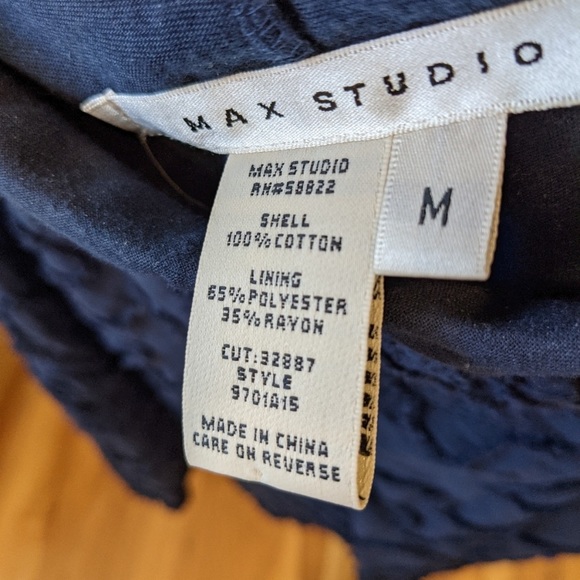 MAX STUDIO
M
MAX STUDIO
RN#58822
SHELL
100% COTTON
LINING
65% POLYESTER
35% RAYON
CUT:32887
STYLE
9701A15
MADE IN CHINA
CARE ON REVERSE